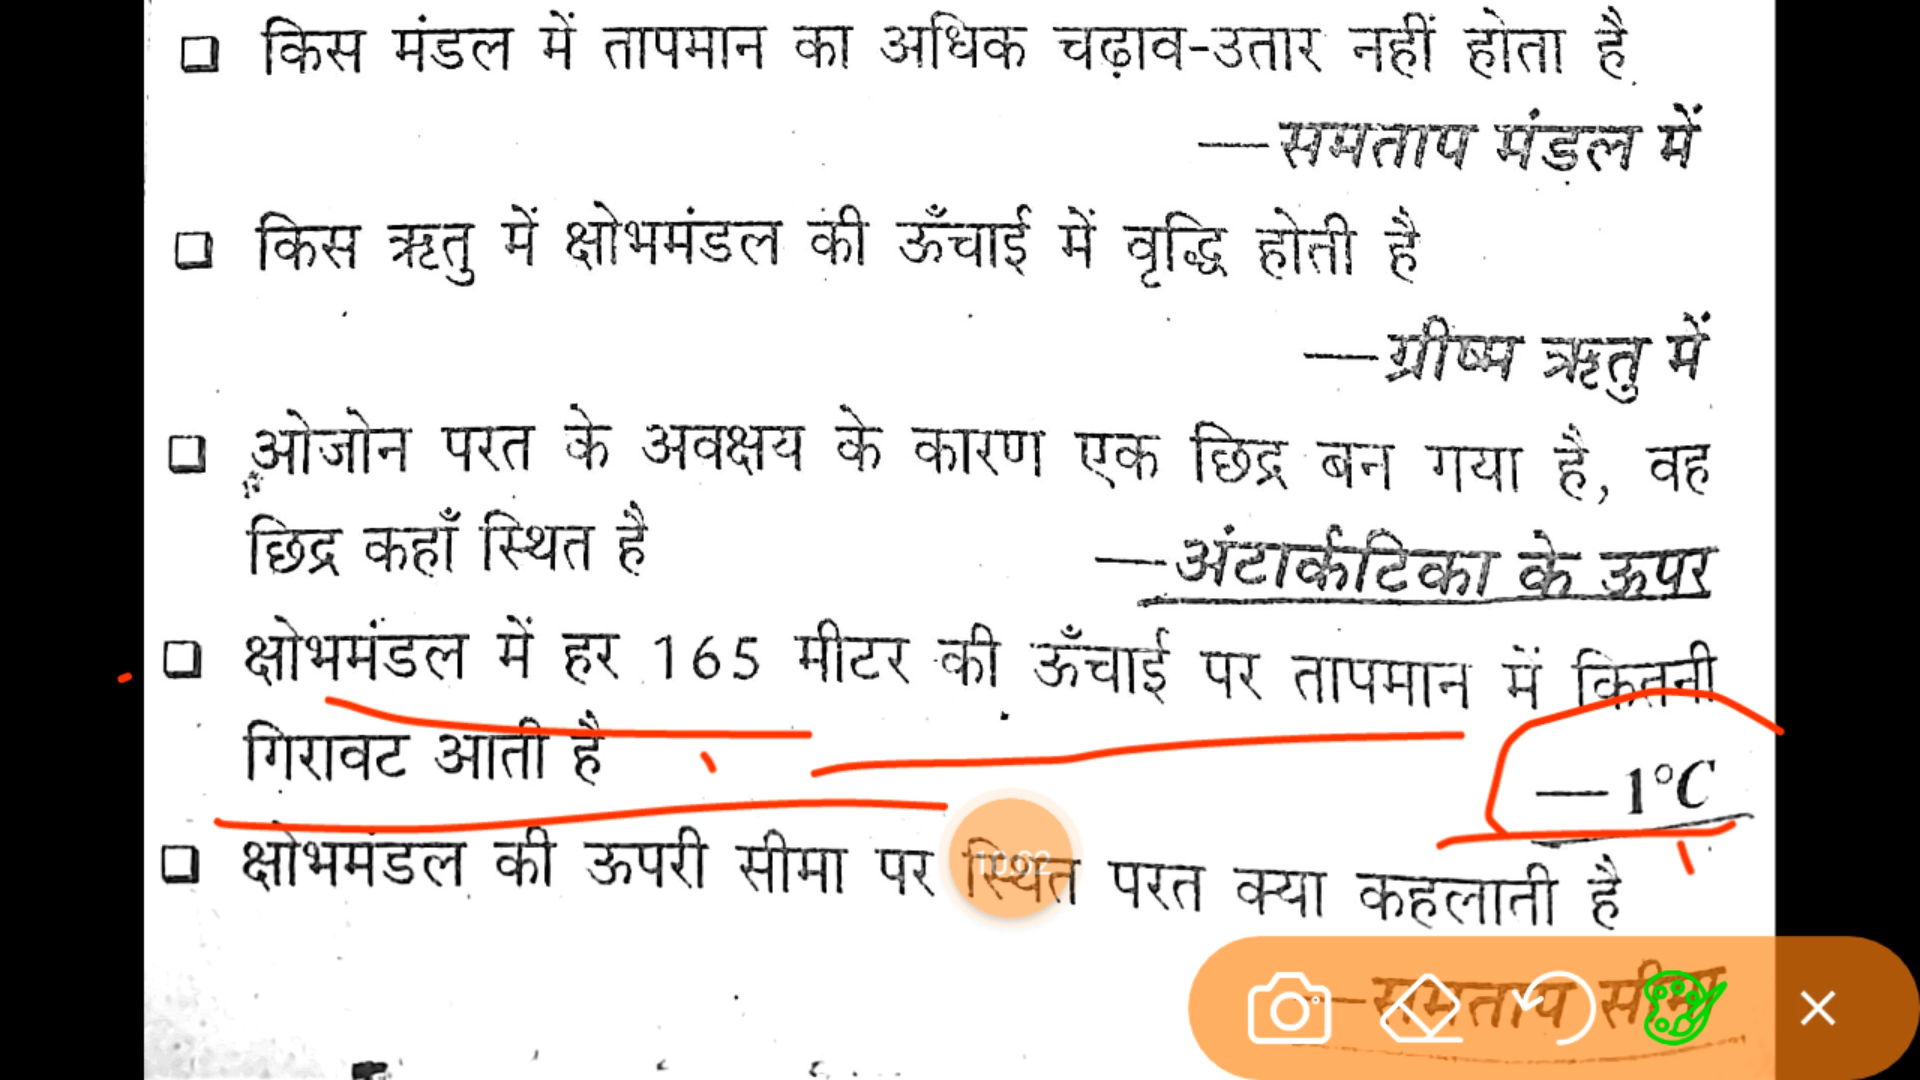 ❑ किस मंडल में तापमान का अधिक चढ़ाव-उतार नहीं होता है
—समताप मंडल में
❑ किस ऋतु में क्षोभमंडल की ऊँचाई में वृद्धि होती है
—ग्रीष्म ऋतु में
❑ ओजोन परत के अवक्षय के कारण एक छिद्र बन गया है, वह
छिद्र कहाँ स्थित है —अंटार्कटिका के ऊपर
❑ क्षोभमंडल में हर 165 मीटर की ऊँचाई पर तापमान में कितनी
गिरावट आती है
—1°C
❑ क्षोभमंडल की ऊपरी सीमा पर स्थित परत क्या कहलाती है
—समताप सीमा